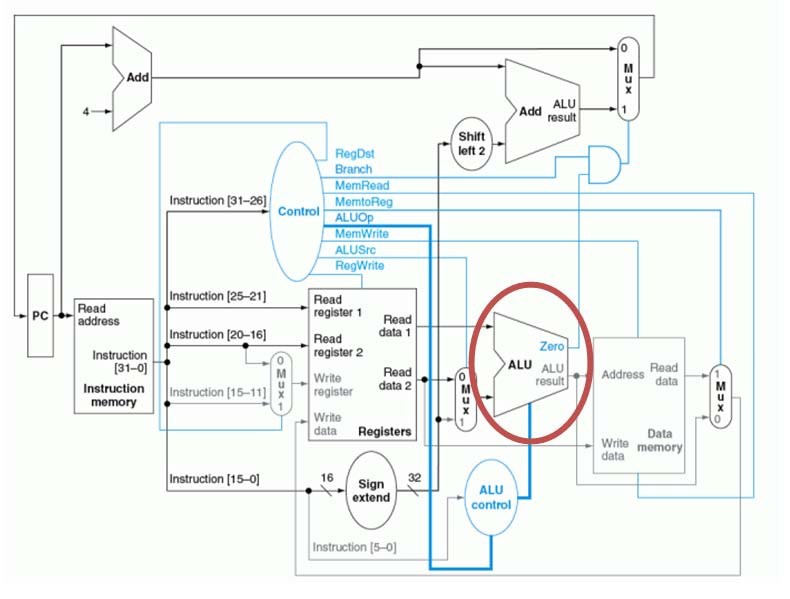 Add
4
Add
ALU
result
0
M
u
x
1
Shift
left 2
RegDst
Branch
MemRead
MemtoReg
ALUOp
MemWrite
ALUSrc
RegWrite
Control
Instruction [31–26]
Instruction [25–21]
Instruction [20–16]
Instruction [15–11]
Instruction [15–0]
Instruction [5–0]
PC
Read
address
Instruction
[31–0]
Instruction
memory
0
M
u
x
1
Read
register 1
Read
register 2
Write
register
Write
data
Read
data 1
Read
data 2
Registers
16
Sign
extend
32
0
M
u
x
1
Zero
ALU
ALU
result
ALU
control
Address
Read
data
Write
data
Data
memory
1
M
u
x
0